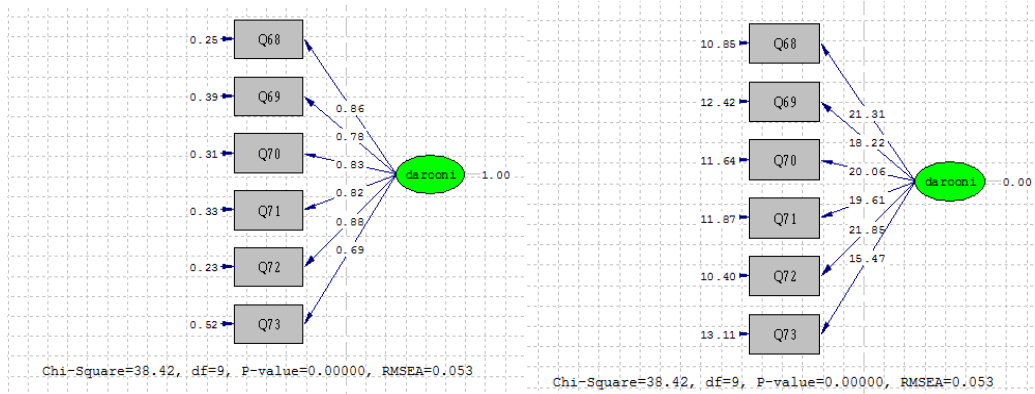 0.25 Q68
0.39 Q69
0.86
0.78
0.31 Q70
0.83
darooni 1.00
0.82
0.33 Q71
0.88
0.69
0.23 Q72
0.52 Q73
Chi-Square=38.42, df=9, P-value=0.00000, RMSEA=0.053
10.85 Q68
12.42 Q69
21.31
18.22
11.64 Q70
20.06
darooni 0.00
19.61
11.87 Q71
21.85
15.47
10.40 Q72
13.11 Q73
Chi-Square=38.42, df=9, P-value=0.00000, RMSEA=0.053